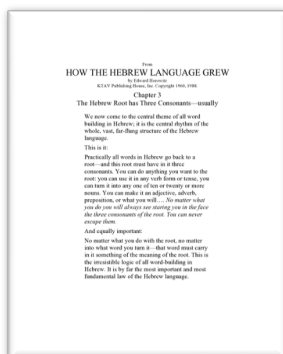 From
HOW THE HEBREW LANGUAGE GREW
by Edward Horowitz
KTAV Publishing House, Inc. Copyright 1960, 1988.
Chapter 3
The Hebrew Root has Three Consonants—usually
We now come to the central theme of all word
building in Hebrew; it is the central rhythm of the
whole, vast, far-flung structure of the Hebrew
language.
This is it:
Practically all words in Hebrew go back to a
root—and this root must have in it three
consonants. You can do anything you want to the
root: you can use it in any verb form or tense, you
can turn it into any one of ten or twenty or more
nouns. You can make it an adjective, adverb,
preposition, or what you will.... No matter what
you do you will always see staring you in the face
the three consonants of the root. You can never
escape them.
And equally important:
No matter what you do with the root, no matter
into what word you turn it—that word must carry
in it something of the meaning of the root. This is
the irresistible logic of all word-building in
Hebrew. It is by far the most important and most
fundamental law of the Hebrew language.